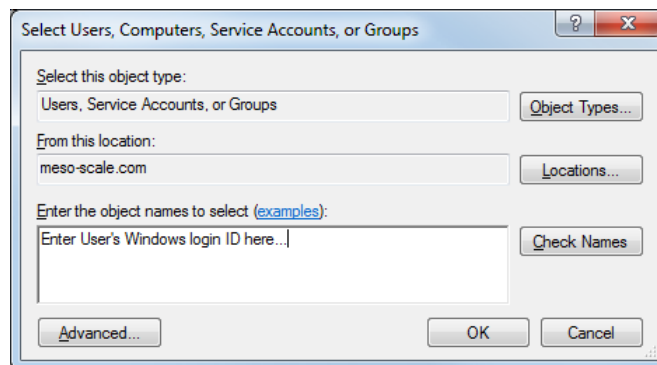 Select Users, Computers, Service Accounts, or Groups
Select this object type:
Users, Service Accounts, or Groups
Object Types...
From this location:
meso-scale.com
Locations...
Enter the object names to select (examples):
Enter User's Windows login ID here...
Check Names
Advanced...
OK
Cancel